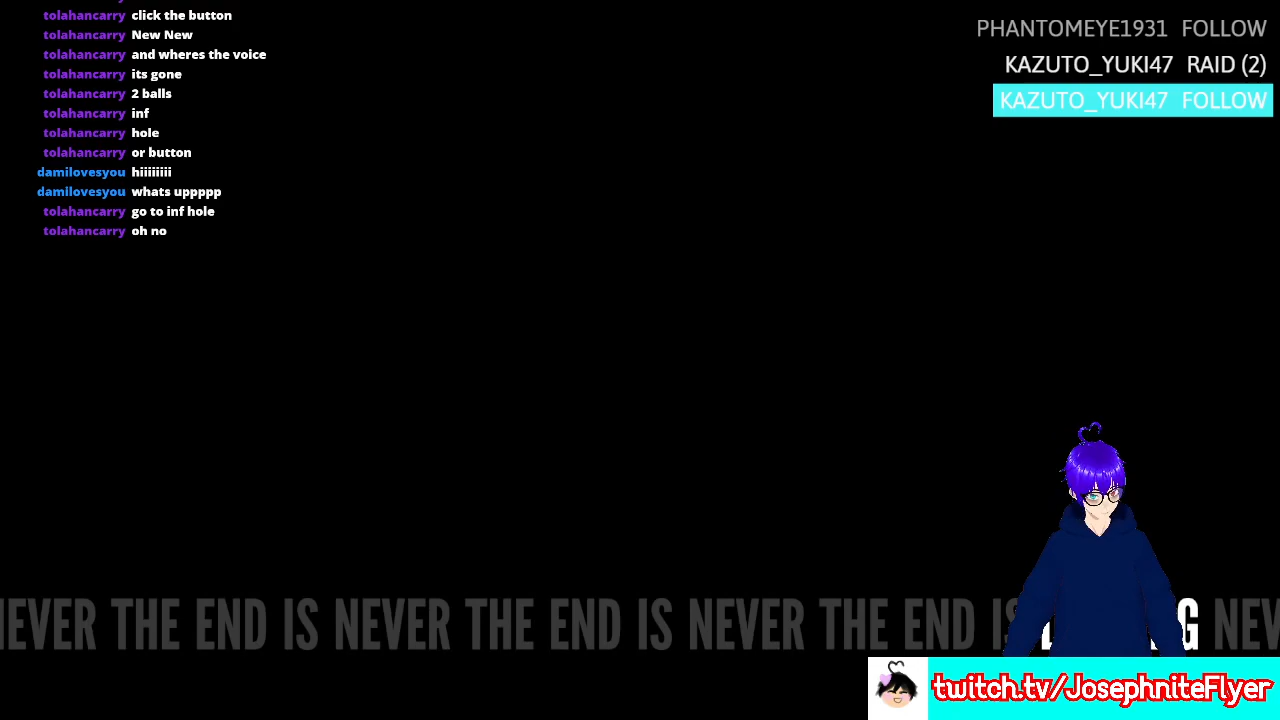 tolahancarry click the button
tolahancarry New New
tolahancarry and wheres the voice
tolahancarry its gone
tolahancarry 2 balls
tolahancarry inf
tolahancarry hole
tolahancarry or button
damilovesyou hiiiiiiii
damilovesyou whats uppppp
tolahancarry go to inf hole
tolahancarry oh no
PHANTOMEYE1931 FOLLOW
KAZUTO_YUKI47 RAID (2)
KAZUTO_YUKI47 FOLLOW
NEVER THE END IS NEVER THE END IS NEVER THE END IS
twitch.tv/JosephniteFlyer